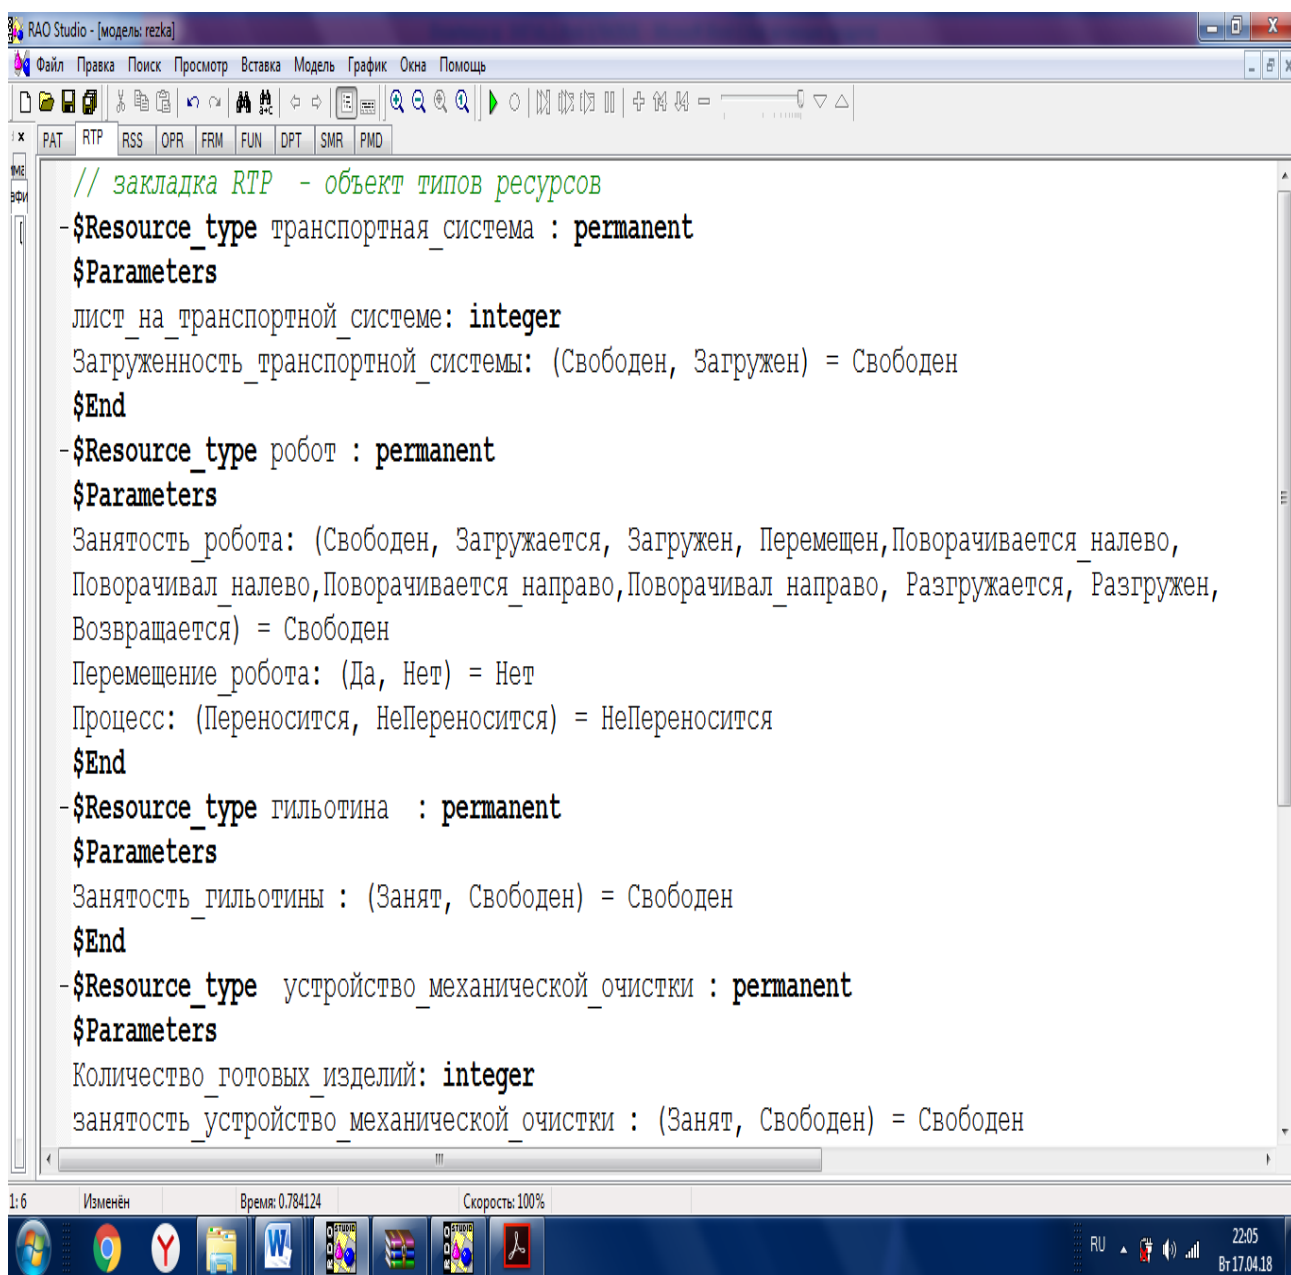 RAO Studio - [модель: rezka]
Файл Правка Поиск Просмотр Вставка Модель График Окна Помощь
PAT RTP RSS OPR FRM FUN DPT SMR PMD
// закладка RTP - объект типов ресурсов
$Resource_type транспортная_система : permanent
$Parameters
лист_на_транспортной_системе: integer
Загруженность_транспортной_системы: (Свободен, Загружен) = Свободен
$End
$Resource_type робот : permanent
$Parameters
Занятость_робота: (Свободен, Загружается, Загружен, Перемещен,Поворачивается_налево,
Поворачивал_налево,Поворачивается_направо,Поворачивал_направо, Разгружается, Разгружен,
Возвращается) = Свободен
Перемещение_робота: (Да, Нет) = Нет
Процесс: (Переносится, НеПереносится) = НеПереносится
$End
$Resource_type гильотина : permanent
$Parameters
Занятость_гильотины : (Занят, Свободен) = Свободен
$End
$Resource_type устройство_механической_очистки : permanent
$Parameters
Количество_готовых_изделий: integer
занятость_устройство_механической_очистки : (Занят, Свободен) = Свободен
1: 6 Изменён Время: 0.784124 Скорость: 100%
RU 22:05
Вт 17.04.18